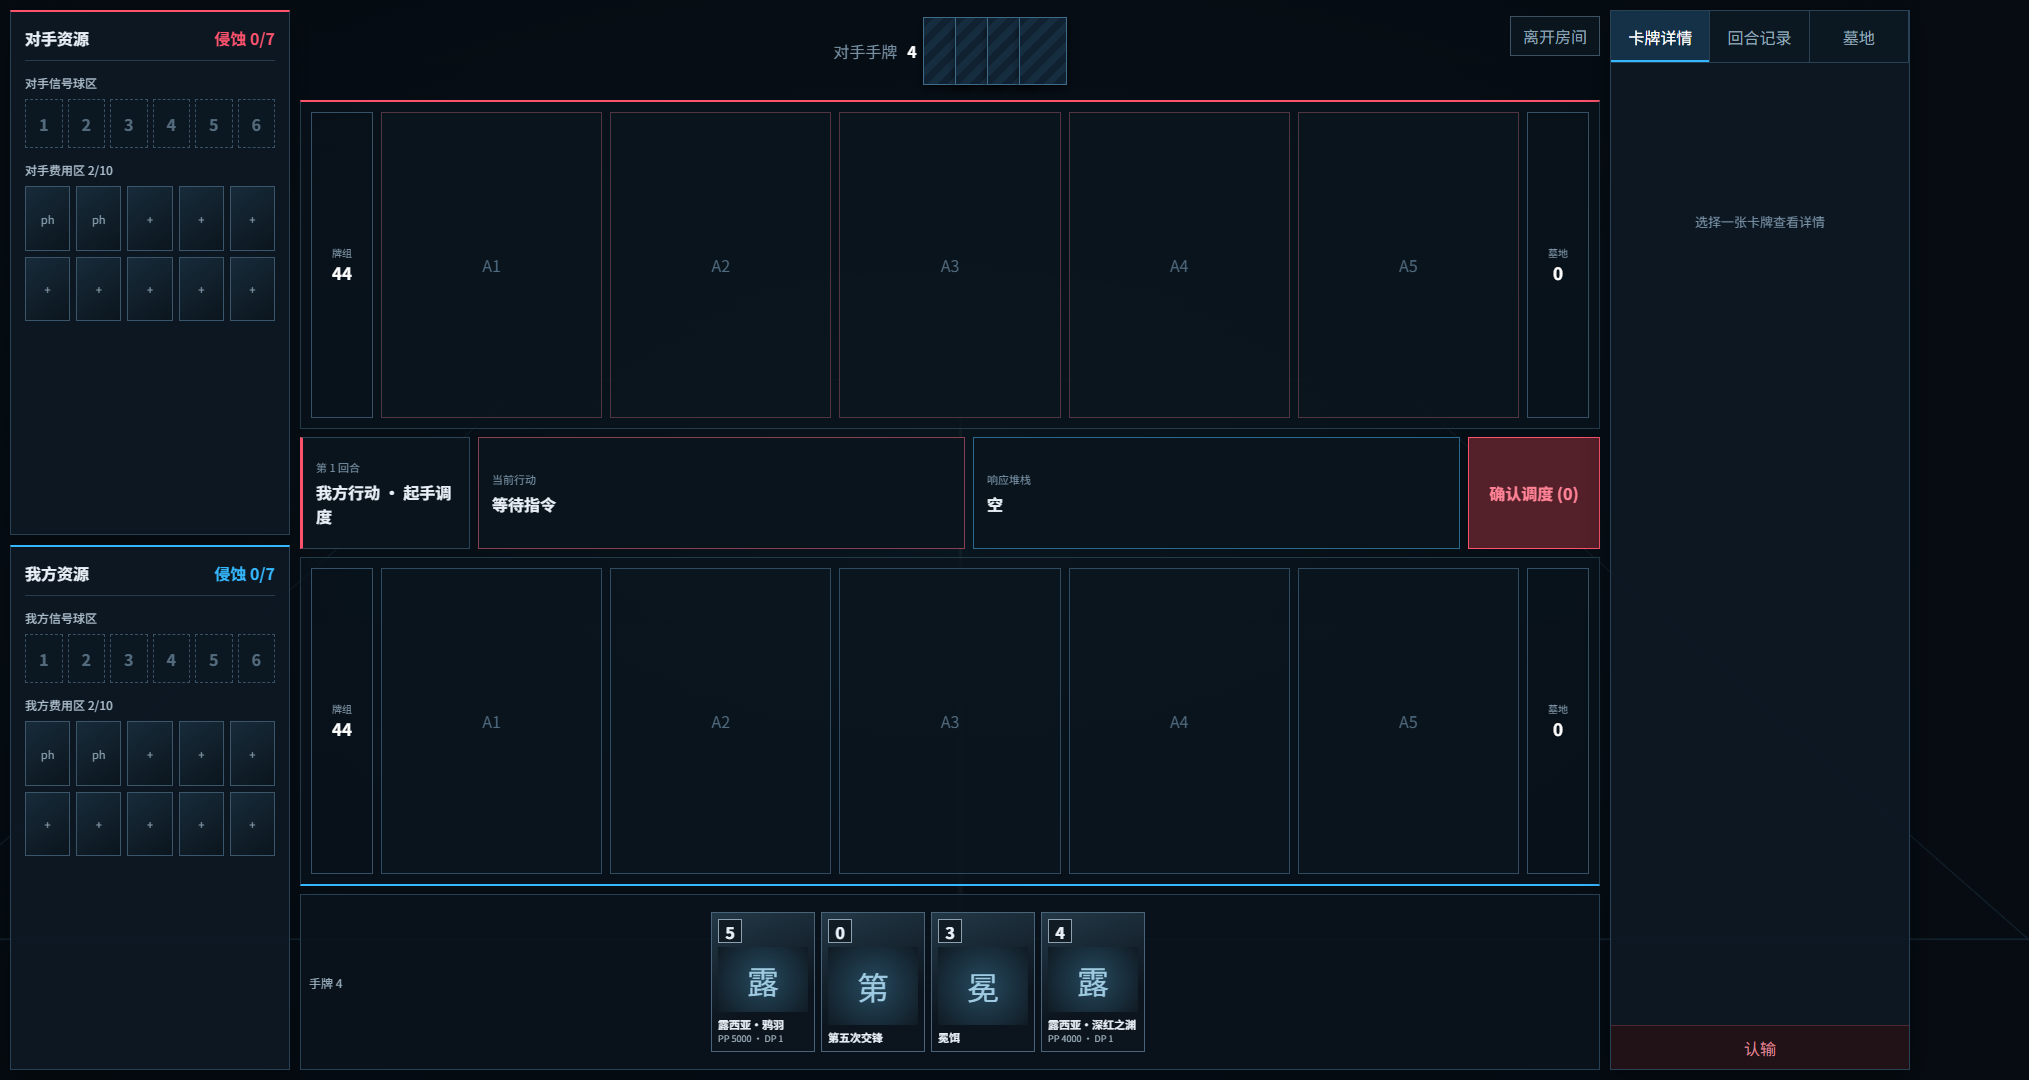 对手资源
侵蚀 0/7
对手信号球区
1 2 3 4 5 6
对手费用区 2/10
ph ph + + +
+ + + + +
对手手牌 4
离开房间
牌组
44
A1
A2
A3
A4
A5
墓地
0
第 1 回合
我方行动 · 起手调
度
当前行动
等待指令
响应堆栈
空
确认调度 (0)
我方资源
侵蚀 0/7
我方信号球区
1 2 3 4 5 6
我方费用区 2/10
ph ph + + +
+ + + + +
牌组
44
A1
A2
A3
A4
A5
墓地
0
手牌 4
5
露
露西亚·鸦羽
PP 5000 · DP 1
0
第
第五次交锋
3
冕
冕饵
4
露
露西亚·深红之渊
PP 4000 · DP 1
卡牌详情
回合记录
墓地
选择一张卡牌查看详情
认输